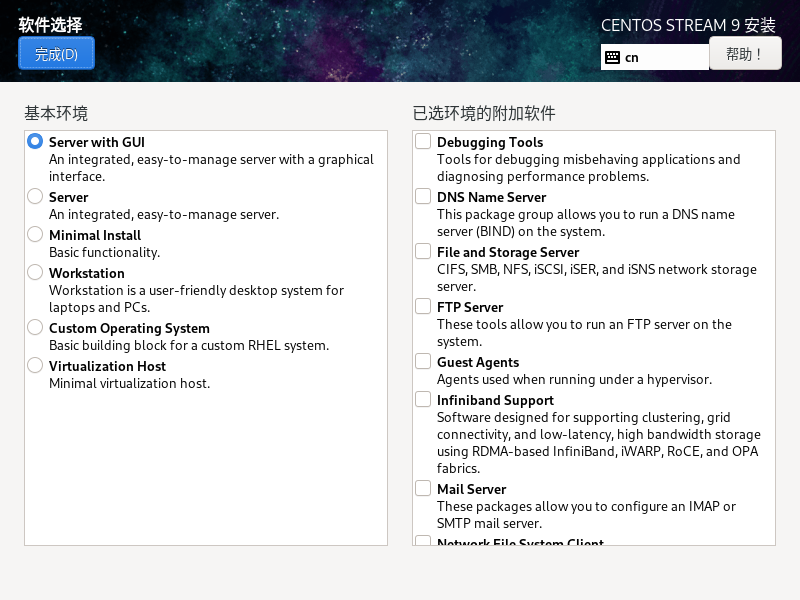 软件选择
完成(D)
CENTOS STREAM 9 安装
cn
帮助！
基本环境
Server with GUI
An integrated, easy-to-manage server with a graphical
interface.
Server
An integrated, easy-to-manage server.
Minimal Install
Basic functionality.
Workstation
Workstation is a user-friendly desktop system for
laptops and PCs.
Custom Operating System
Basic building block for a custom RHEL system.
Virtualization Host
Minimal virtualization host.
已选环境的附加软件
Debugging Tools
Tools for debugging misbehaving applications and
diagnosing performance problems.
DNS Name Server
This package group allows you to run a DNS name
server (BIND) on the system.
File and Storage Server
CIFS, SMB, NFS, iSCSI, iSER, and iSNS network storage
server.
FTP Server
These tools allow you to run an FTP server on the
system.
Guest Agents
Agents used when running under a hypervisor.
Infiniband Support
Software designed for supporting clustering, grid
connectivity, and low-latency, high bandwidth storage
using RDMA-based InfiniBand, iWARP, RoCE, and OPA
fabrics.
Mail Server
These packages allow you to configure an IMAP or
SMTP mail server.
Network File System Client